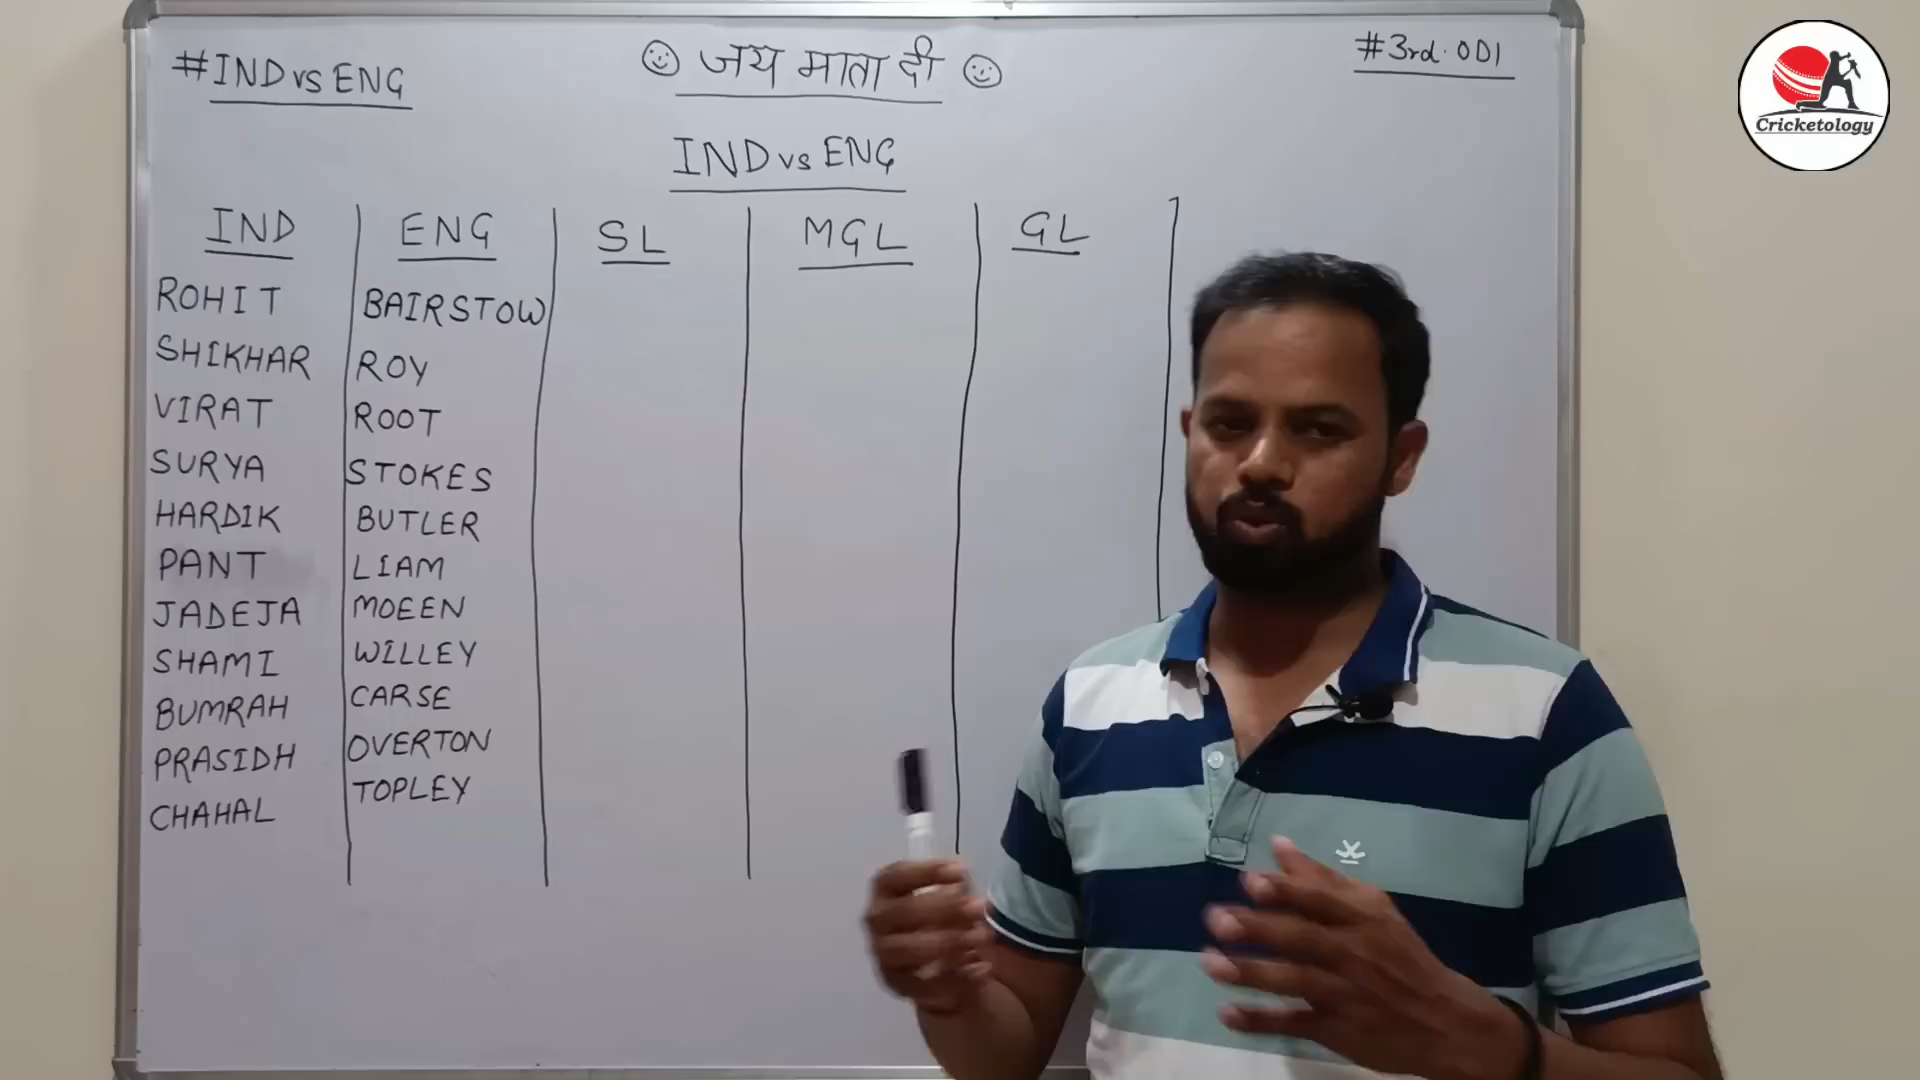 #IND vs ENG
☺ जय माता दी ☺
#3rd. ODI
Cricketology
IND vs ENG
IND
ENG
SL
MGL
GL
ROHIT
SHIKHAR
VIRAT
SURYA
HARDIK
PANT
JADEJA
SHAMI
BUMRAH
PRASIDH
CHAHAL
BAIRSTOW
ROY
ROOT
STOKES
BUTLER
LIAM
MOEEN
WILLEY
CARSE
OVERTON
TOPLEY